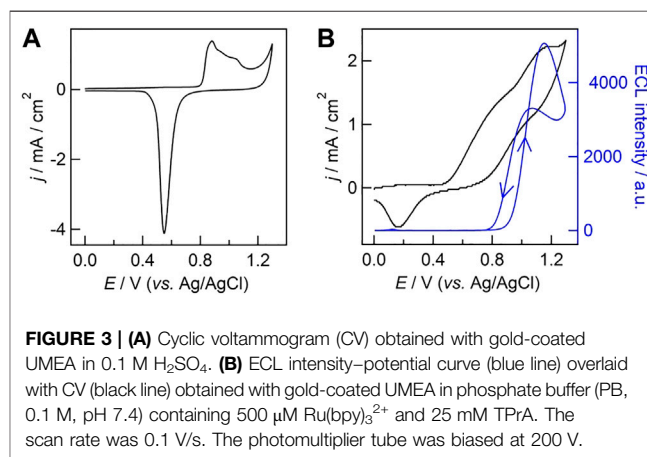 A
B
0
-2
-4
j / mA / cm²
0.0 0.4 0.8 1.2
E / V (vs. Ag/AgCl)
2
1
0
j / mA / cm²
4000
2000
0
ECL intensity / a.u.
0.0 0.4 0.8 1.2
E / V (vs. Ag/AgCl)
FIGURE 3 | (A) Cyclic voltammogram (CV) obtained with gold-coated
UMEA in 0.1 M H₂SO₄. (B) ECL intensity–potential curve (blue line) overlaid
with CV (black line) obtained with gold-coated UMEA in phosphate buffer (PB,
0.1 M, pH 7.4) containing 500 μM Ru(bpy)₃²⁺ and 25 mM TPrA. The
scan rate was 0.1 V/s. The photomultiplier tube was biased at 200 V.